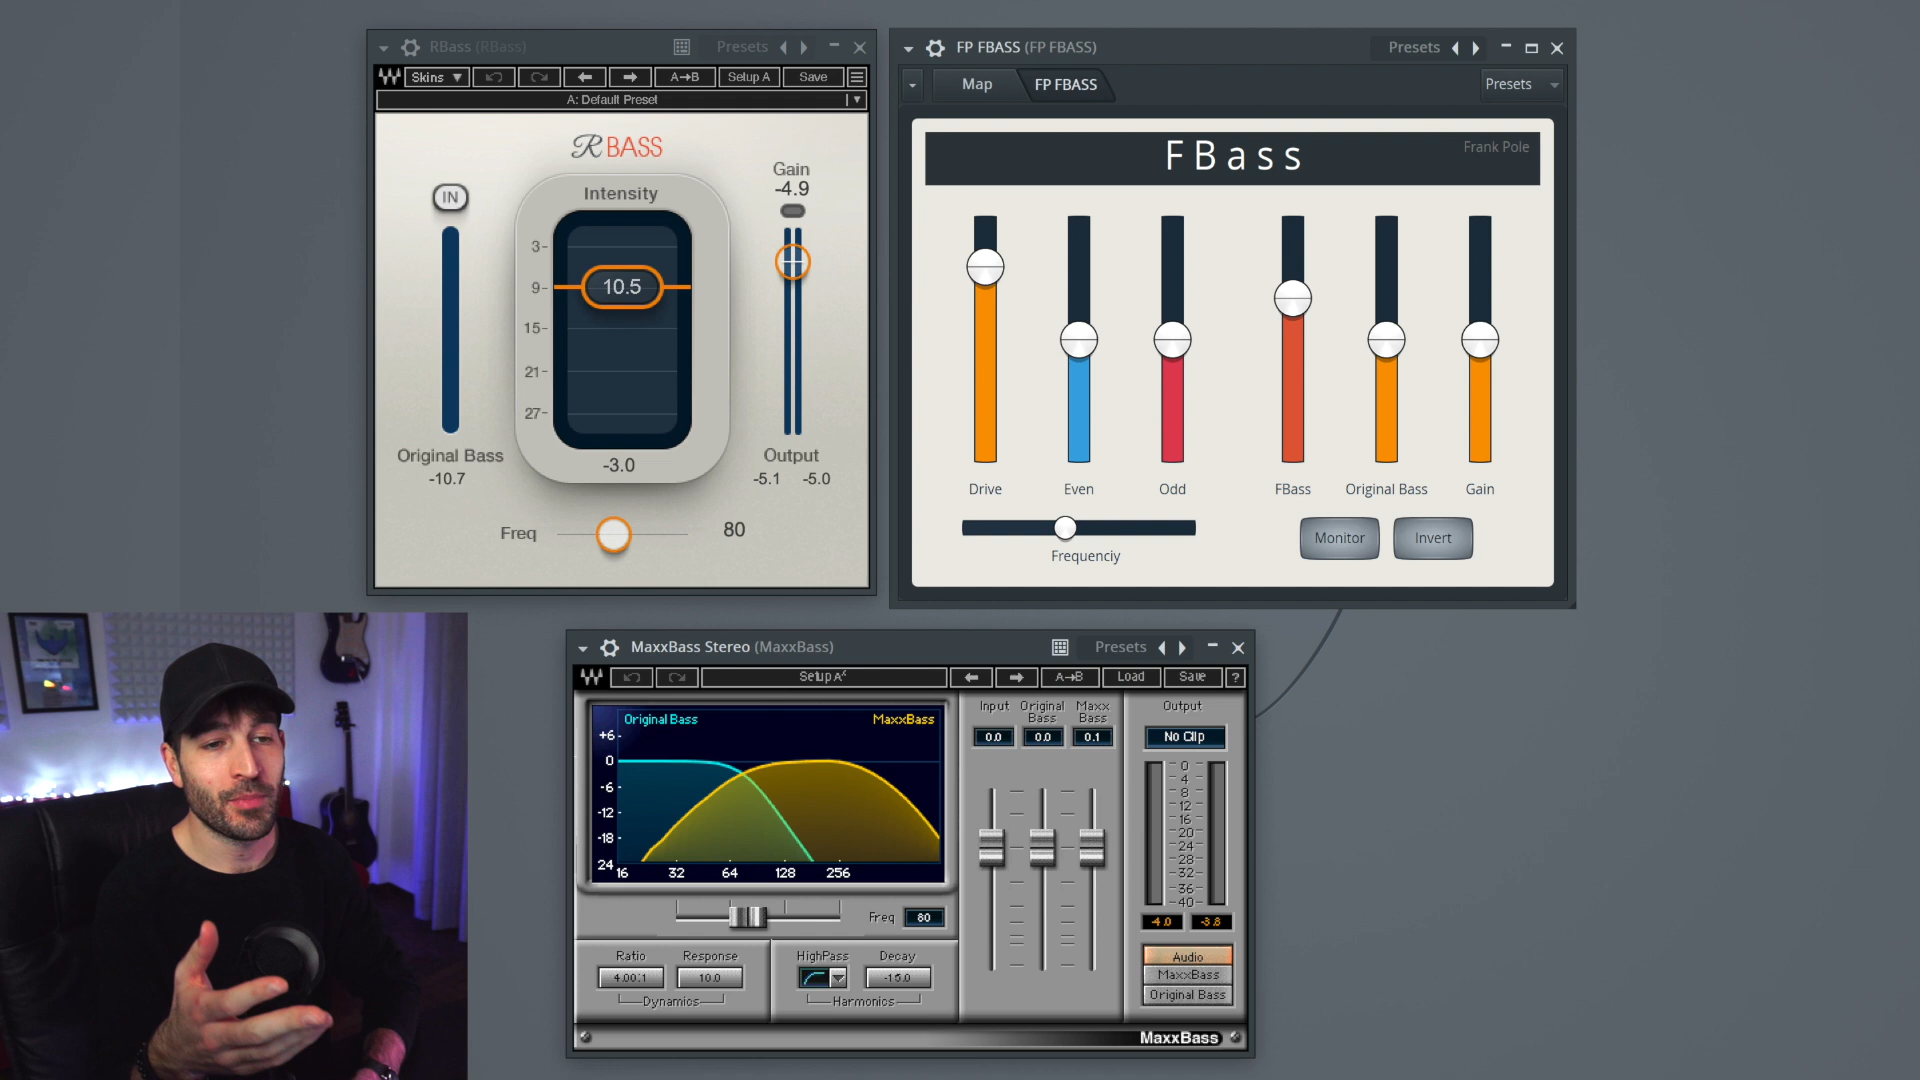 RBass (RBass)
Presets
Skins
A→B
Setup A
Save
A: Default Preset
R BASS
IN
Intensity
Gain
-4.9
3-
10.5
9-
15-
21-
27-
-3.0
Original Bass
-10.7
Output
-5.1 -5.0
Freq
80
FP FBASS (FP FBASS)
Presets
Map
FP FBASS
Presets
FBass
Frank Pole
Drive
Even
Odd
FBass
Original Bass
Gain
Frequenciy
Monitor
Invert
MaxxBass Stereo (MaxxBass)
Presets
Setup A
A→B
Load
Save
?
Original Bass
MaxxBass
+6
0
-6
-12
-18
24
16 32 64 128 256
Freq
80
Ratio
4.00:1
Response
10.0
Dynamics
HighPass
Decay
-15.0
Harmonics
Input
0.0
Original Bass
0.0
Maxx Bass
0.1
Output
No Clip
0
4
8
12
16
20
24
28
32
36
40
-4.0 -3.8
Audio
MaxxBass
Original Bass
MaxxBass